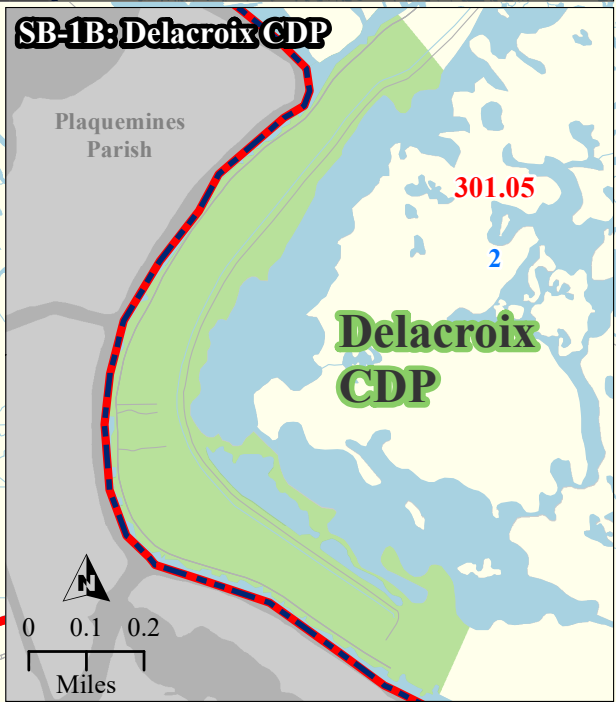 SB-1B: Delacroix CDP
Plaquemines
Parish
301.05
2
Delacroix
CDP
N
0 0.1 0.2
Miles